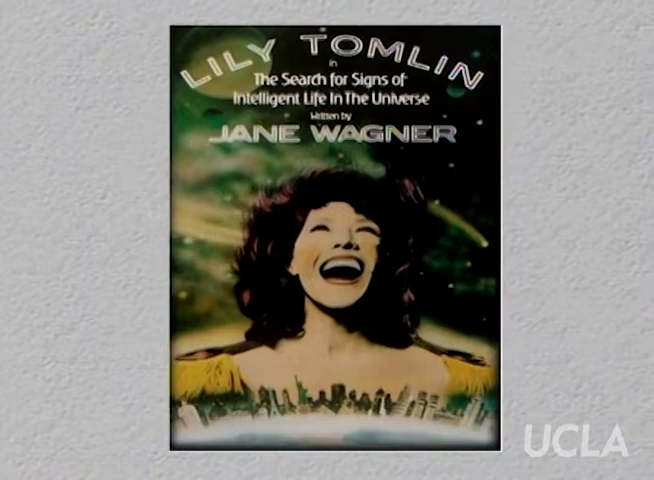 LILY TOMLIN
in
The Search for Signs of
Intelligent Life In The Universe
Written by
JANE WAGNER
UCLA